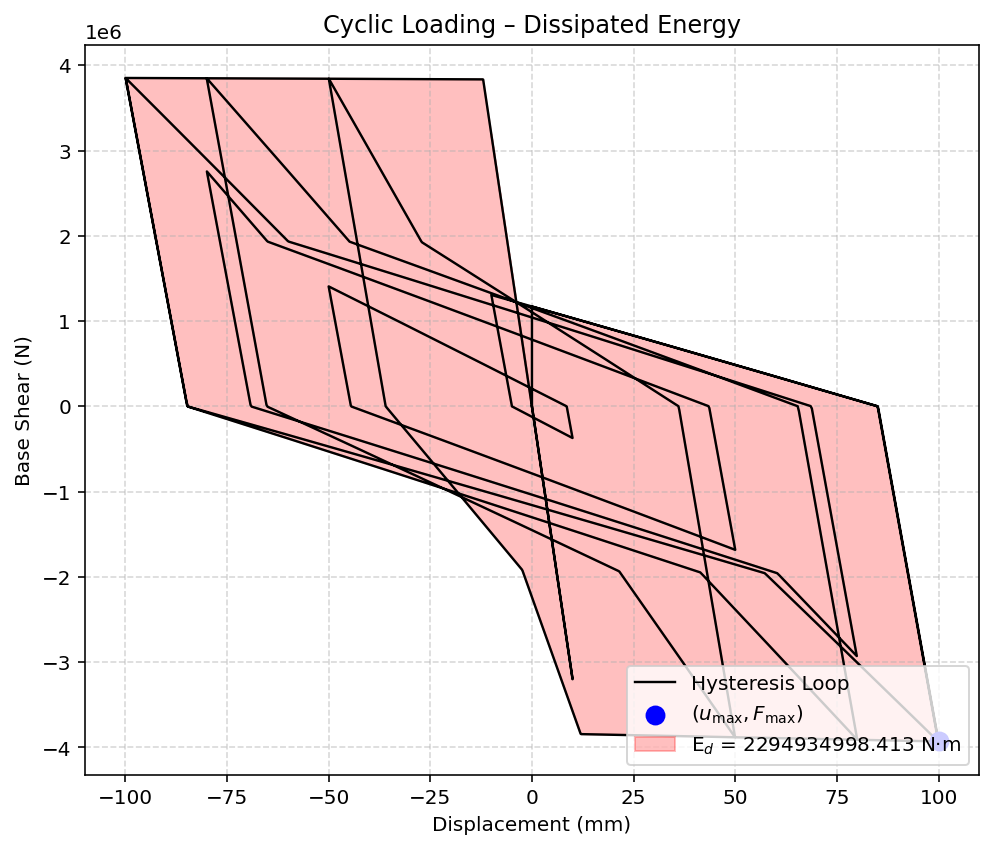 Cyclic Loading – Dissipated Energy
1e6
4
3
2
1
0
−1
−2
−3
−4
Base Shear (N)
Hysteresis Loop
(u_max, F_max)
E_d = 2294934998.413 N·m
−100
−75
−50
−25
0
25
50
75
100
Displacement (mm)